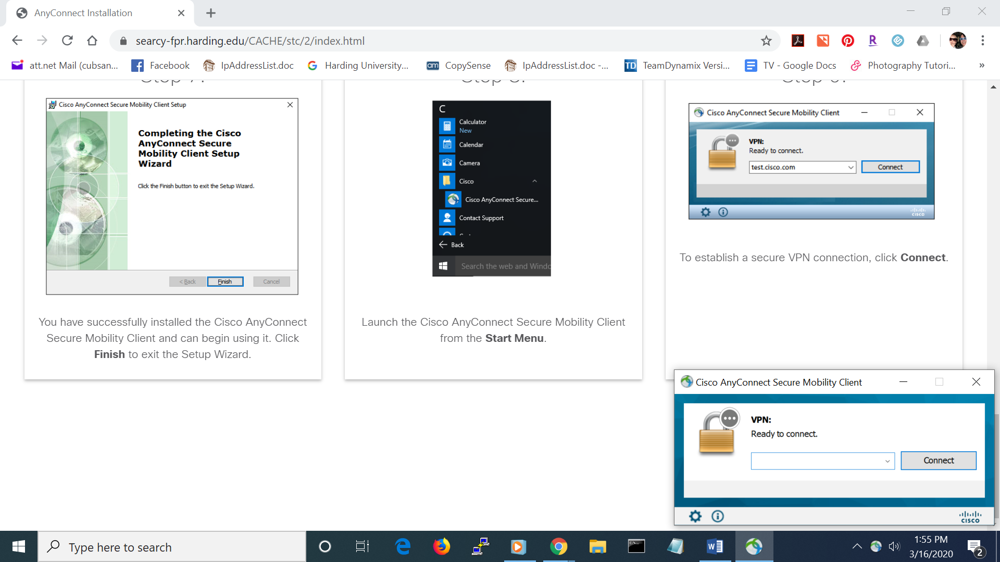 AnyConnect Installation
searcy-fpr.harding.edu/CACHE/stc/2/index.html
att.net Mail (cubsan...
Facebook
IpAddressList.doc
Harding University...
am CopySense
IpAddressList.doc -...
TD TeamDynamix Versi...
TV - Google Docs
Photography Tutori...
»
Cisco AnyConnect Secure Mobility Client Setup
Completing the Cisco
AnyConnect Secure
Mobility Client Setup
Wizard
Click the Finish button to exit the Setup Wizard.
< Back
Finish
Cancel
You have successfully installed the Cisco AnyConnect
Secure Mobility Client and can begin using it. Click
Finish to exit the Setup Wizard.
C
Calculator
New
Calendar
Camera
Cisco
Cisco AnyConnect Secure...
Contact Support
Back
Search the web and Windo
Launch the Cisco AnyConnect Secure Mobility Client
from the Start Menu.
Cisco AnyConnect Secure Mobility Client
VPN:
Ready to connect.
test.cisco.com
Connect
CISCO
To establish a secure VPN connection, click Connect.
Cisco AnyConnect Secure Mobility Client
VPN:
Ready to connect.
Connect
CISCO
Type here to search
1:55 PM
3/16/2020
2